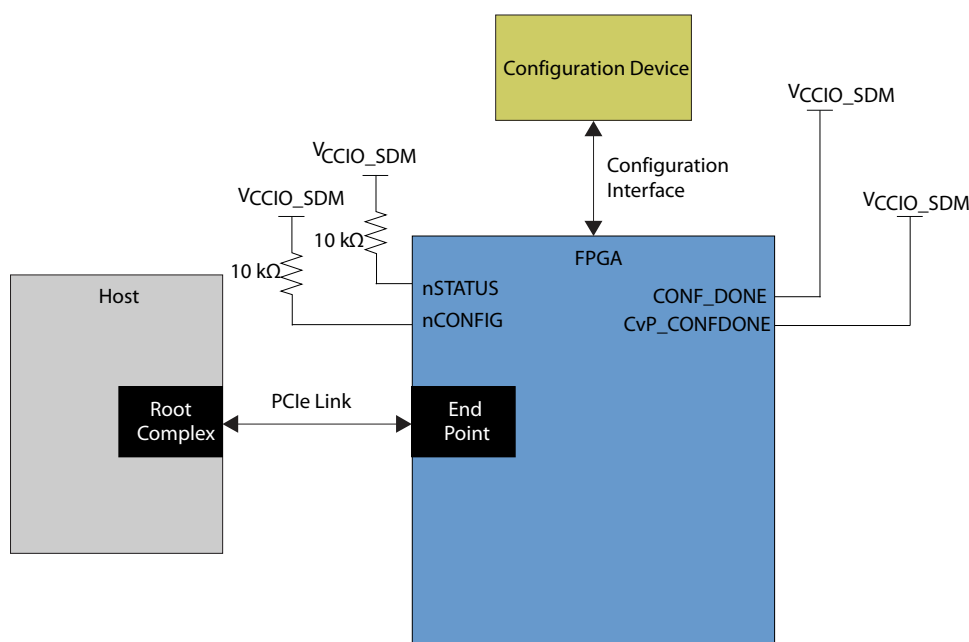 Configuration Device
VCCIO_SDM
VCCIO_SDM
Configuration
Interface
VCCIO_SDM
VCCIO_SDM
10 kΩ
10 kΩ
FPGA
Host
nSTATUS
CONF_DONE
nCONFIG
CvP_CONFDONE
Root
Complex
PCIe Link
End
Point